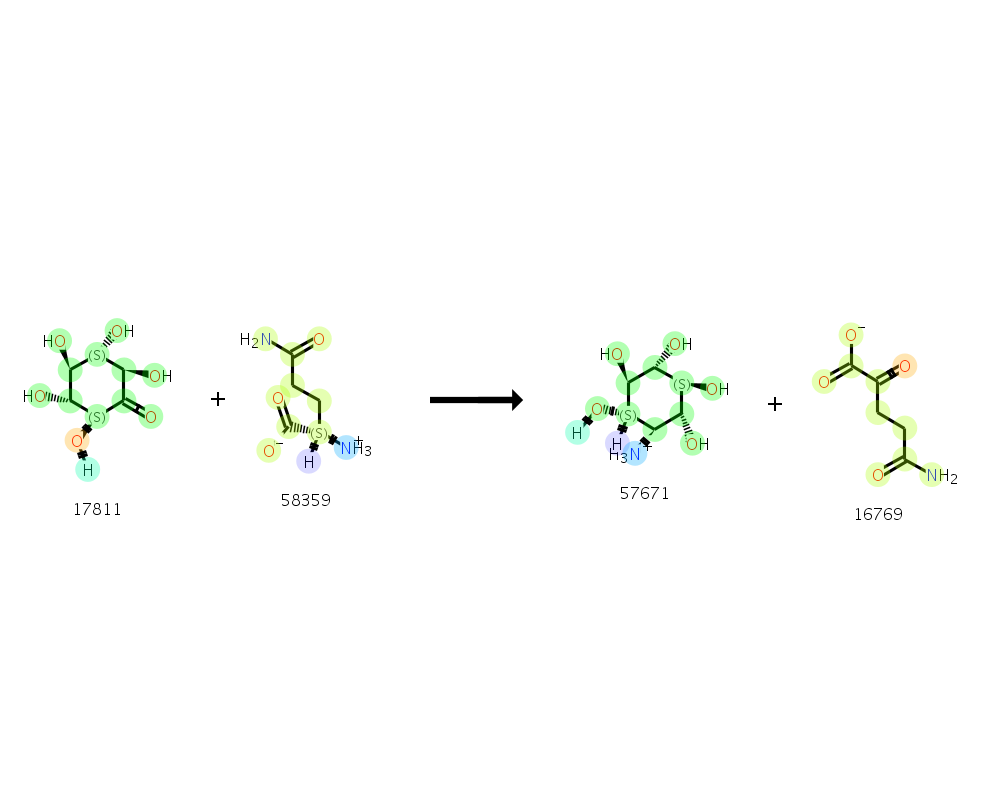 HO OH (S) OH HO (S) O O H
17811
+
H2N O O (S) O− NH3+ H
58359
HO OH (S) OH O (S) H H H3N+ OH
57671
+
O− O O O NH2
16769